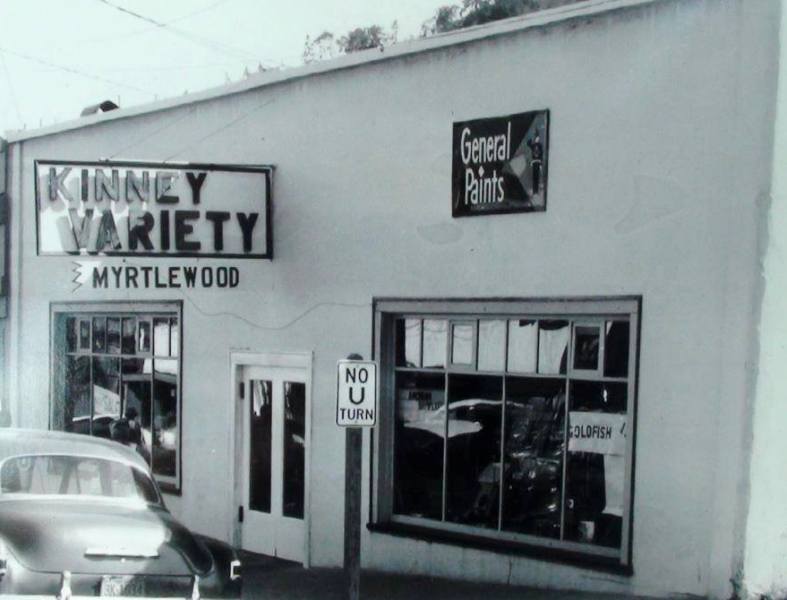 KINNEY
VARIETY
MYRTLEWOOD
General
Paints
NO
U
TURN
GOLDFISH